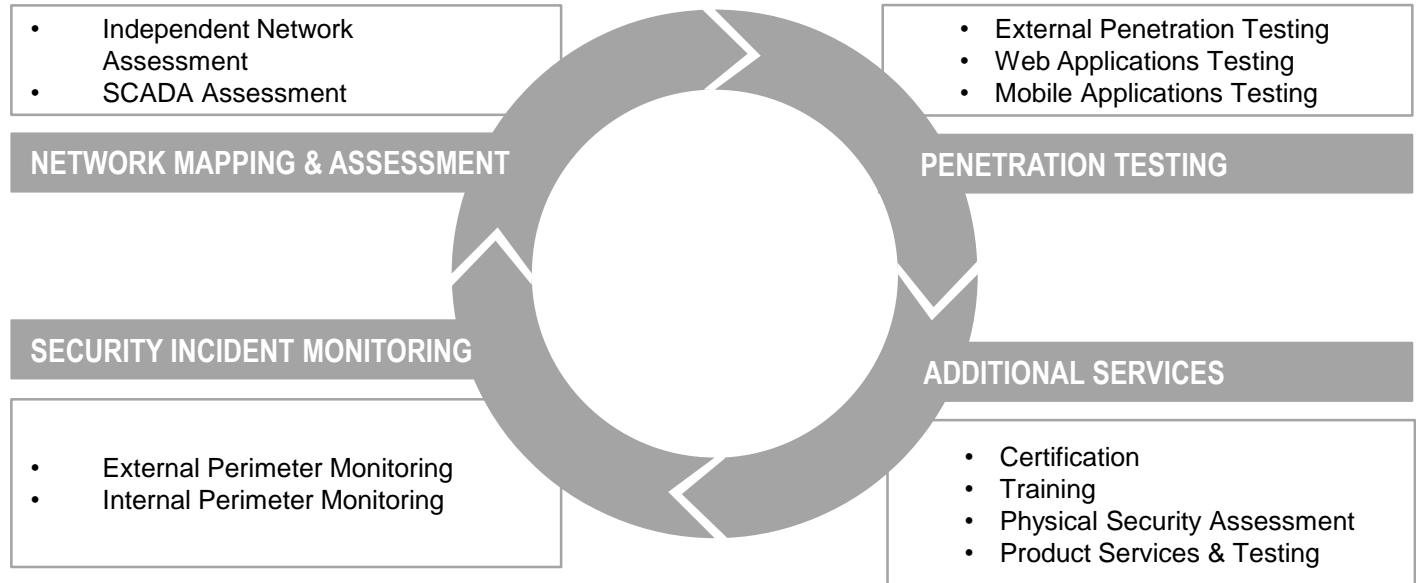 • Independent Network
Assessment
• SCADA Assessment
NETWORK MAPPING & ASSESSMENT
• External Penetration Testing
• Web Applications Testing
• Mobile Applications Testing
PENETRATION TESTING
SECURITY INCIDENT MONITORING
• External Perimeter Monitoring
• Internal Perimeter Monitoring
ADDITIONAL SERVICES
• Certification
• Training
• Physical Security Assessment
• Product Services & Testing